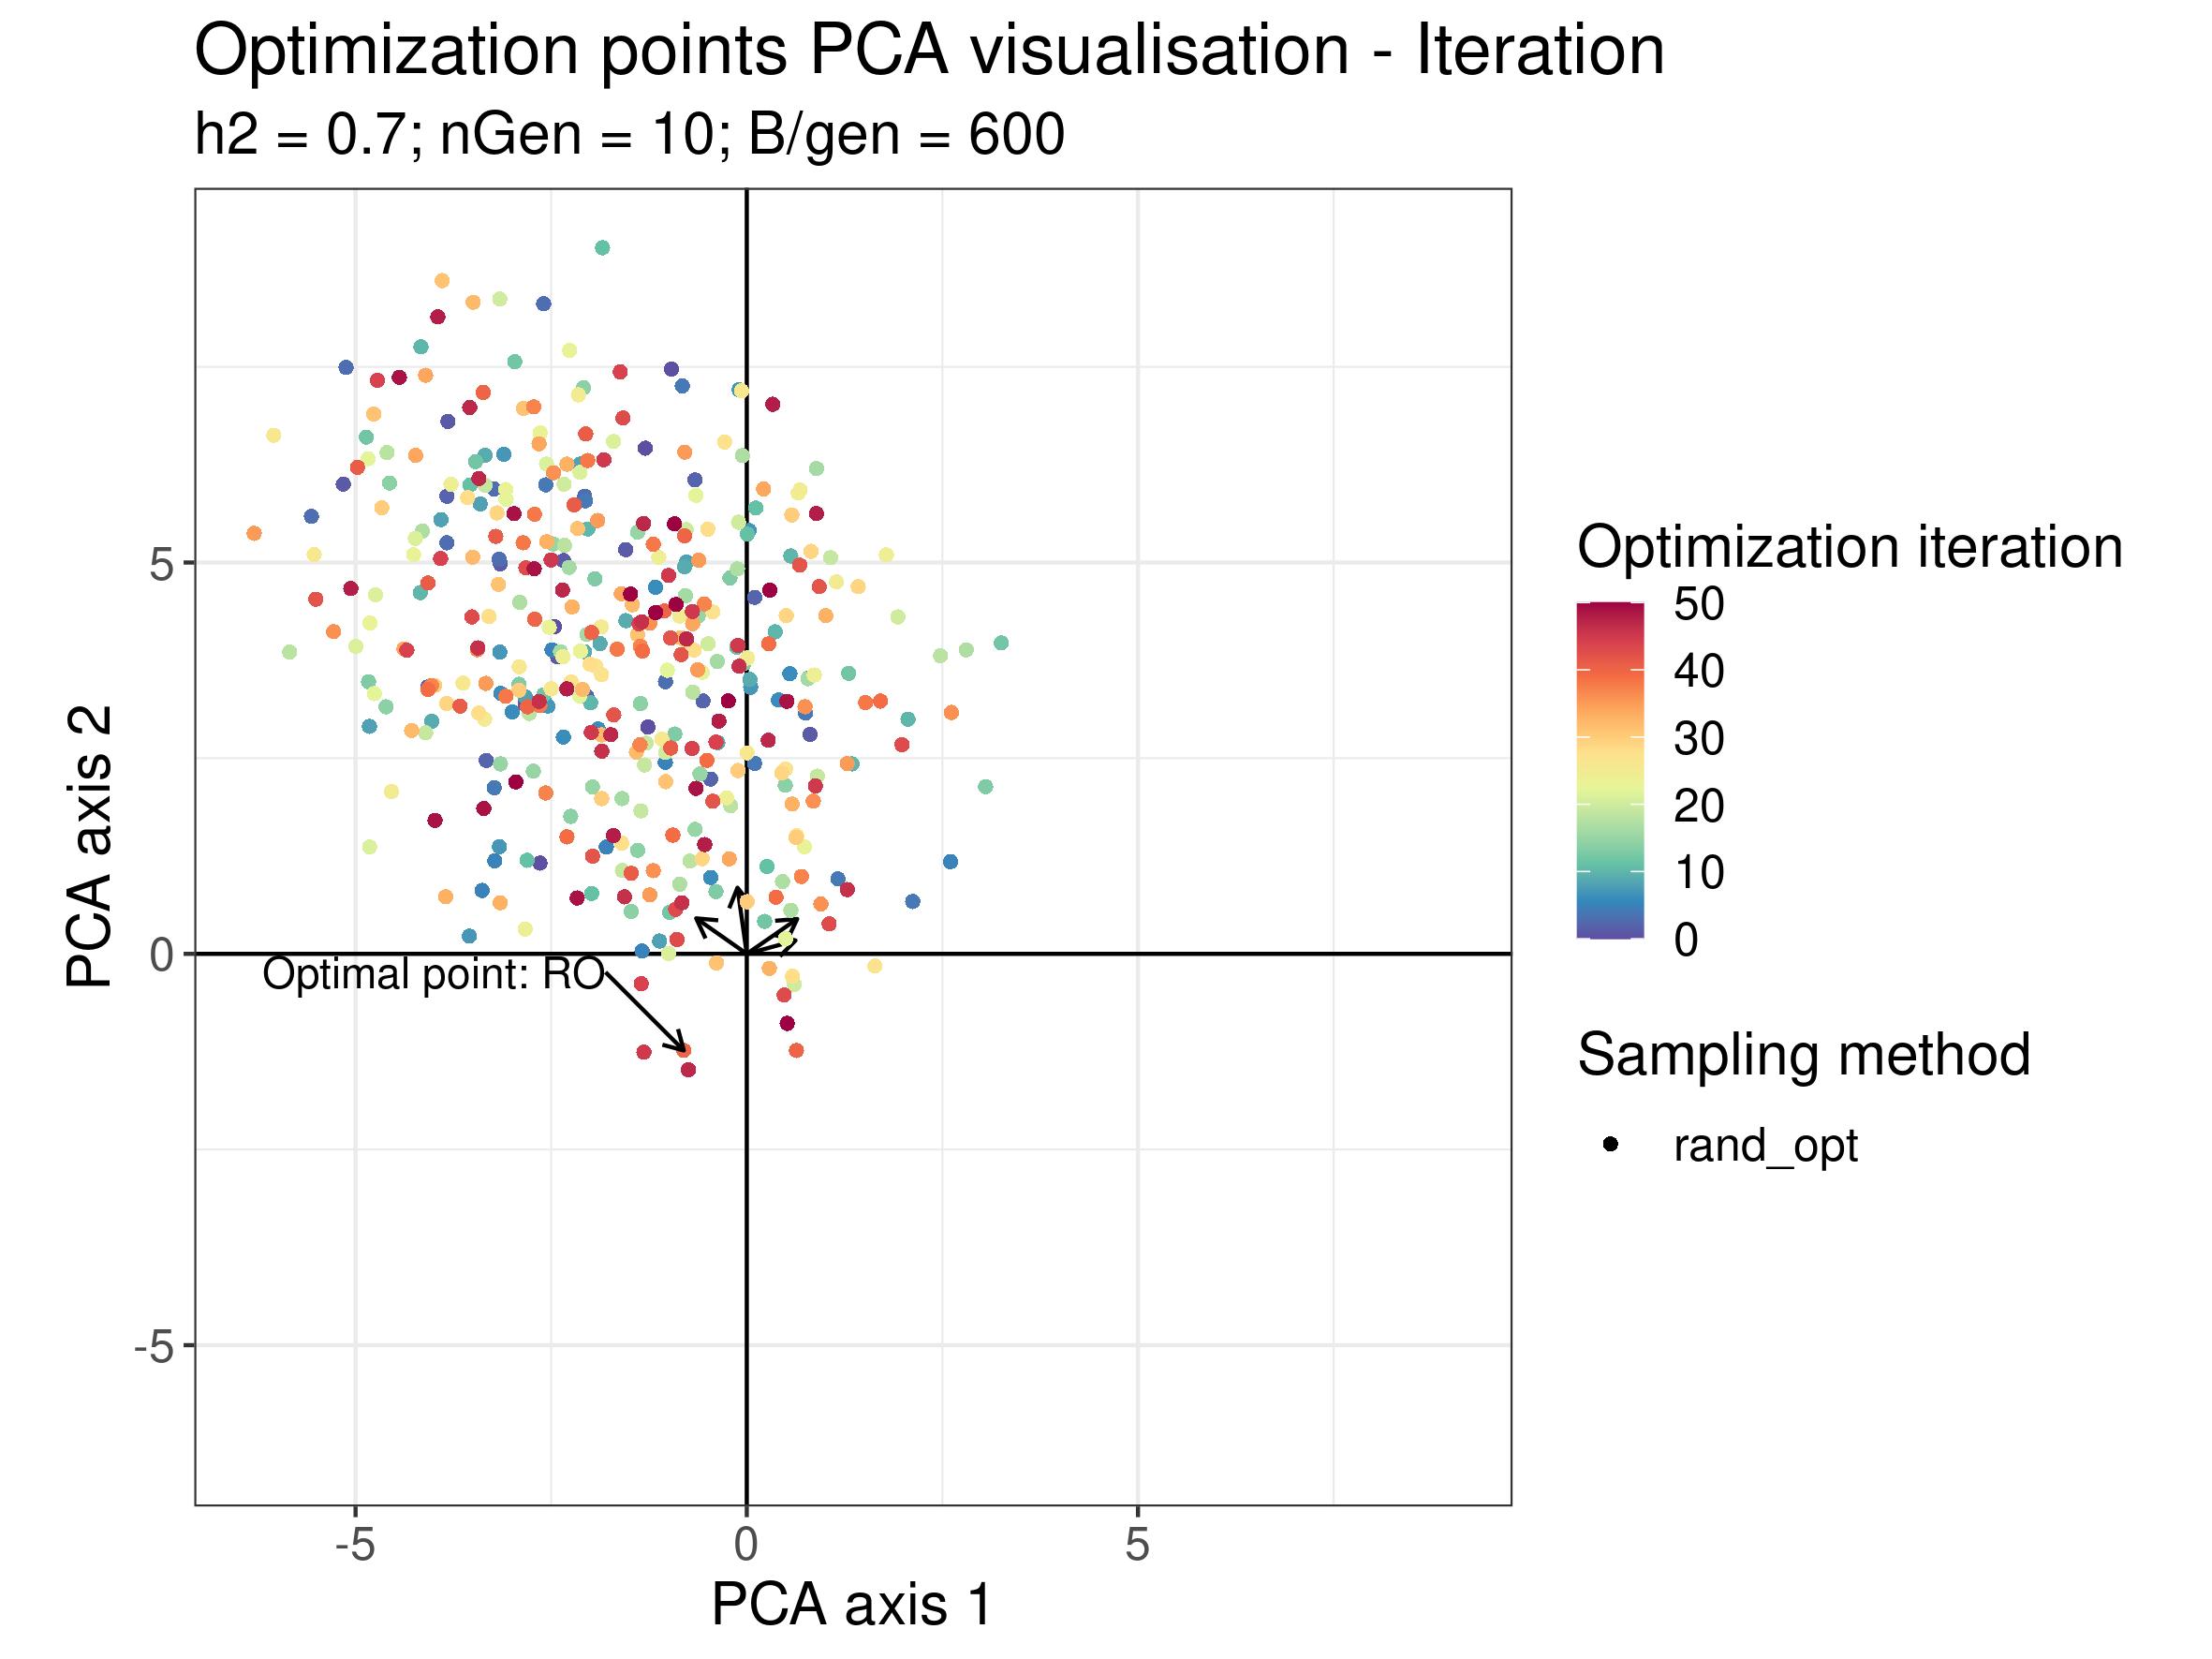 Optimization points PCA visualisation - Iteration
h2 = 0.7; nGen = 10; B/gen = 600
PCA axis 2
5
0
-5
Optimal point: RO
-5
0
5
PCA axis 1
Optimization iteration
50
40
30
20
10
0
Sampling method
rand_opt